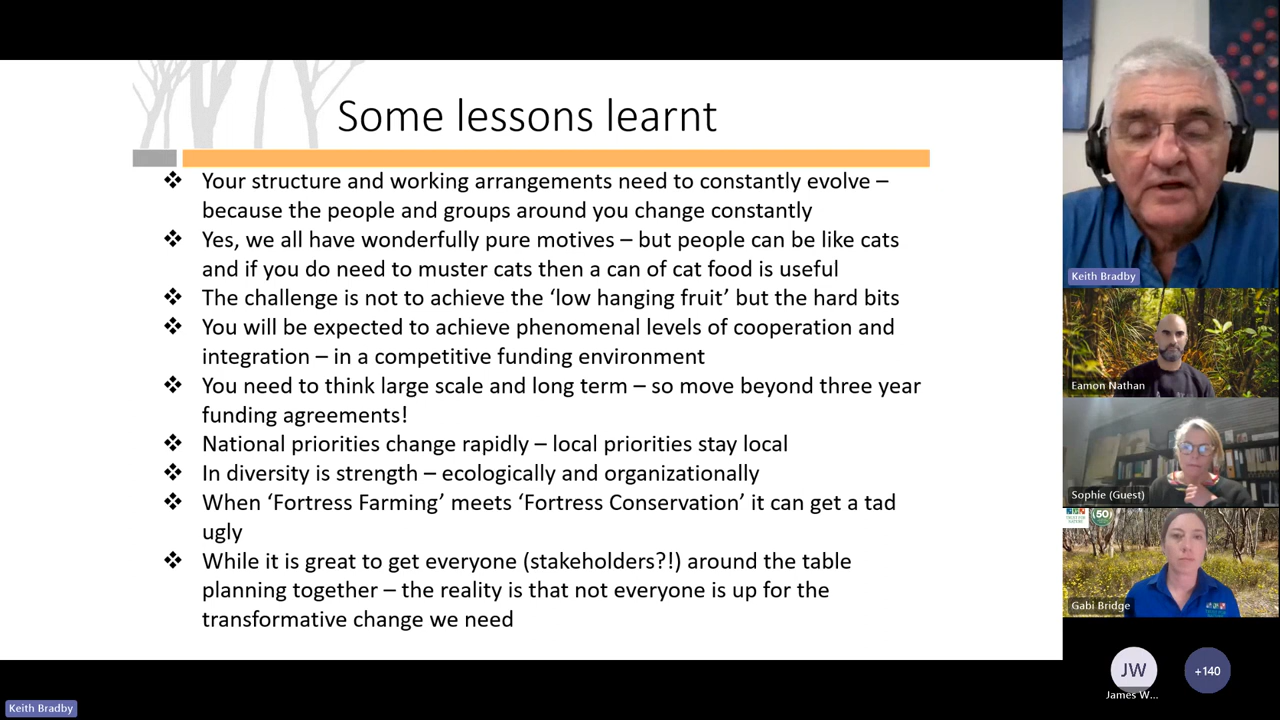 Some lessons learnt
❖ Your structure and working arrangements need to constantly evolve –
because the people and groups around you change constantly
❖ Yes, we all have wonderfully pure motives – but people can be like cats
and if you do need to muster cats then a can of cat food is useful
❖ The challenge is not to achieve the ‘low hanging fruit’ but the hard bits
❖ You will be expected to achieve phenomenal levels of cooperation and
integration – in a competitive funding environment
❖ You need to think large scale and long term – so move beyond three year
funding agreements!
❖ National priorities change rapidly – local priorities stay local
❖ In diversity is strength – ecologically and organizationally
❖ When ‘Fortress Farming’ meets ‘Fortress Conservation’ it can get a tad
ugly
❖ While it is great to get everyone (stakeholders?!) around the table
planning together – the reality is that not everyone is up for the
transformative change we need
Keith Bradby
Eamon Nathan
Sophie (Guest)
50
Gabi Bridge
JW
James W...
+140
Keith Bradby